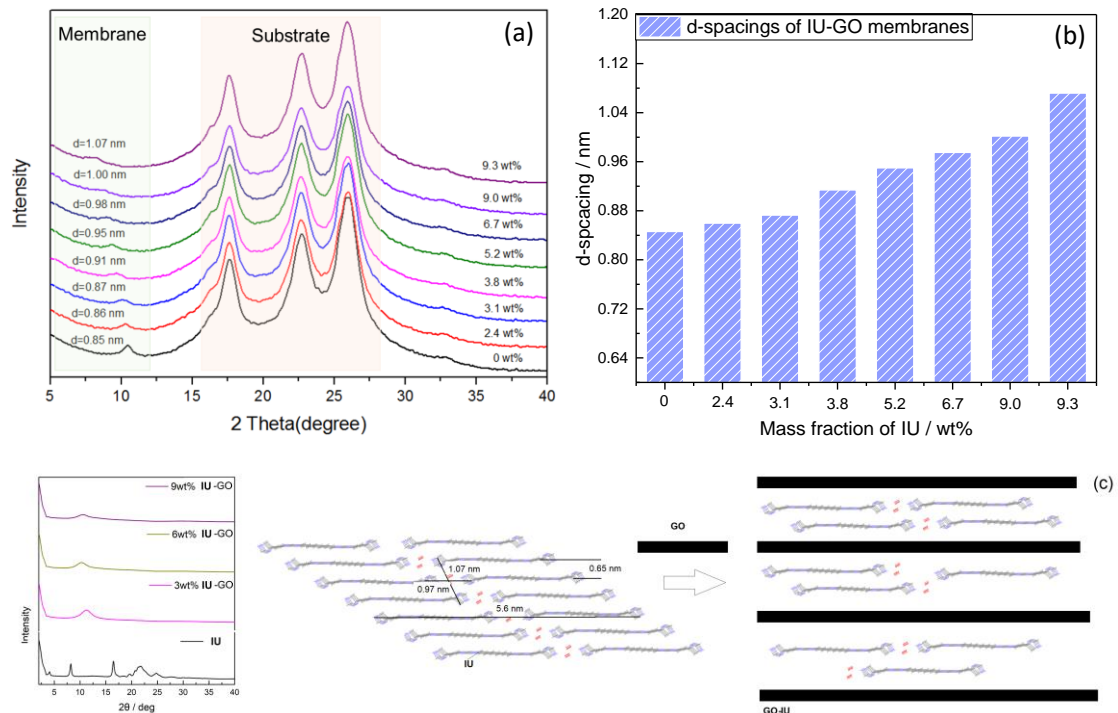 Membrane
Substrate
(a)
d=1.07 nm
d=1.00 nm
d=0.98 nm
d=0.95 nm
d=0.91 nm
d=0.87 nm
d=0.86 nm
d=0.85 nm
9.3 wt%
9.0 wt%
6.7 wt%
5.2 wt%
3.8 wt%
3.1 wt%
2.4 wt%
0 wt%
Intensity
5 10 15 20 25 30 35 40
2 Theta(degree)
d-spacings of IU-GO membranes
(b)
1.20
1.12
1.04
0.96
0.88
0.80
0.72
0.64
d-spcacing / nm
0 2.4 3.1 3.8 5.2 6.7 9.0 9.3
Mass fraction of IU / wt%
9wt% IU -GO
6wt% IU -GO
3wt% IU -GO
IU
Intensity
5 10 15 20 25 30 35 40
2θ / deg
1.07 nm
0.97 nm
0.65 nm
5.6 nm
IU
GO
(c)
GO-IU